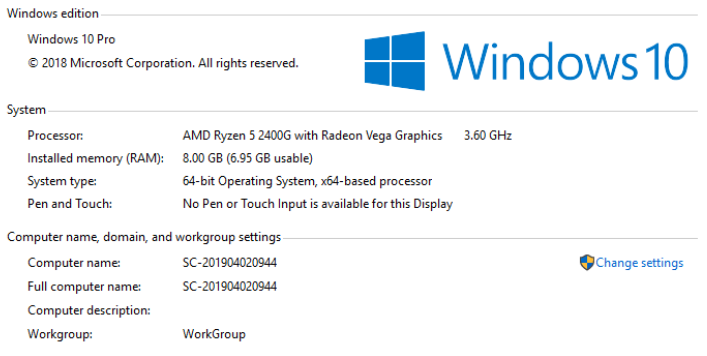 Windows edition
Windows 10 Pro
© 2018 Microsoft Corporation. All rights reserved.
Windows 10
System
Processor: AMD Ryzen 5 2400G with Radeon Vega Graphics 3.60 GHz
Installed memory (RAM): 8.00 GB (6.95 GB usable)
System type: 64-bit Operating System, x64-based processor
Pen and Touch: No Pen or Touch Input is available for this Display
Computer name, domain, and workgroup settings
Computer name: SC-201904020944 Change settings
Full computer name: SC-201904020944
Computer description:
Workgroup: WorkGroup